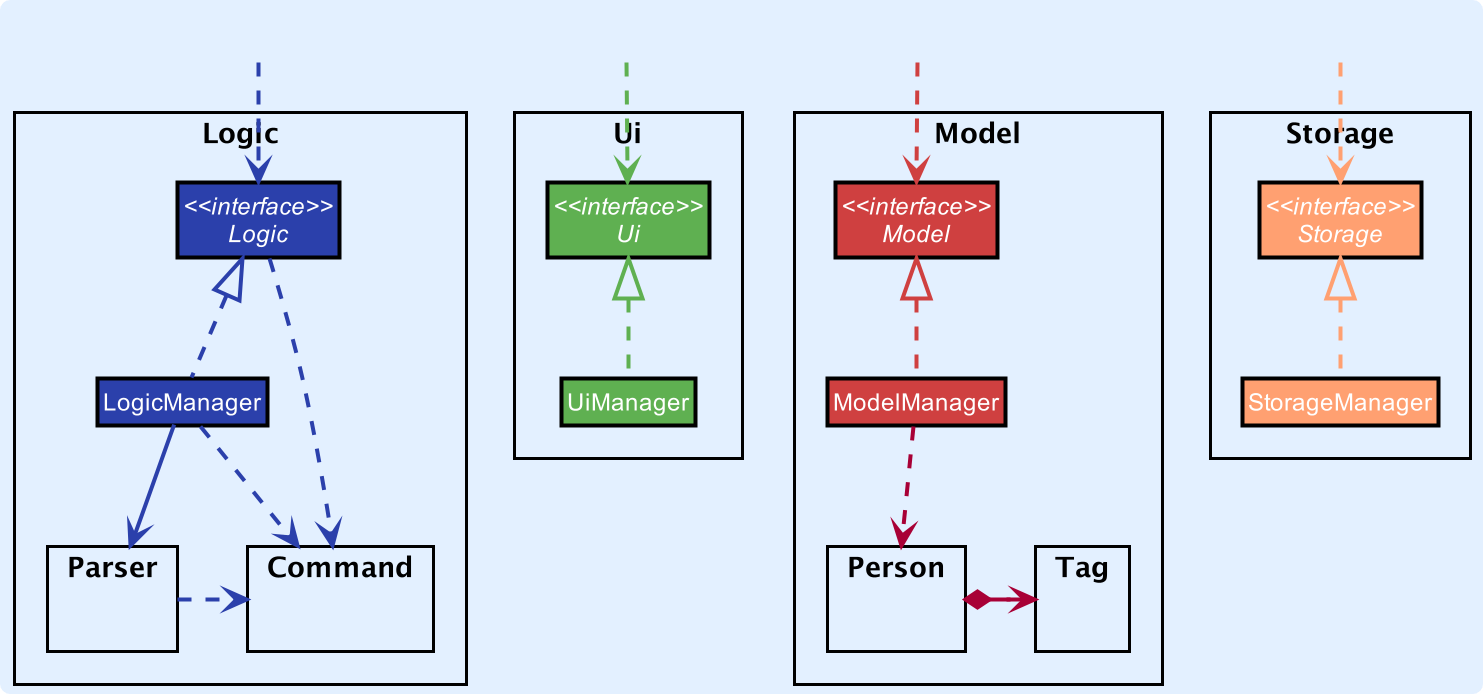 Logic
<<interface>>
Logic
LogicManager
Parser
Command
Ui
<<interface>>
Ui
UiManager
Model
<<interface>>
Model
ModelManager
Person
Tag
Storage
<<interface>>
Storage
StorageManager